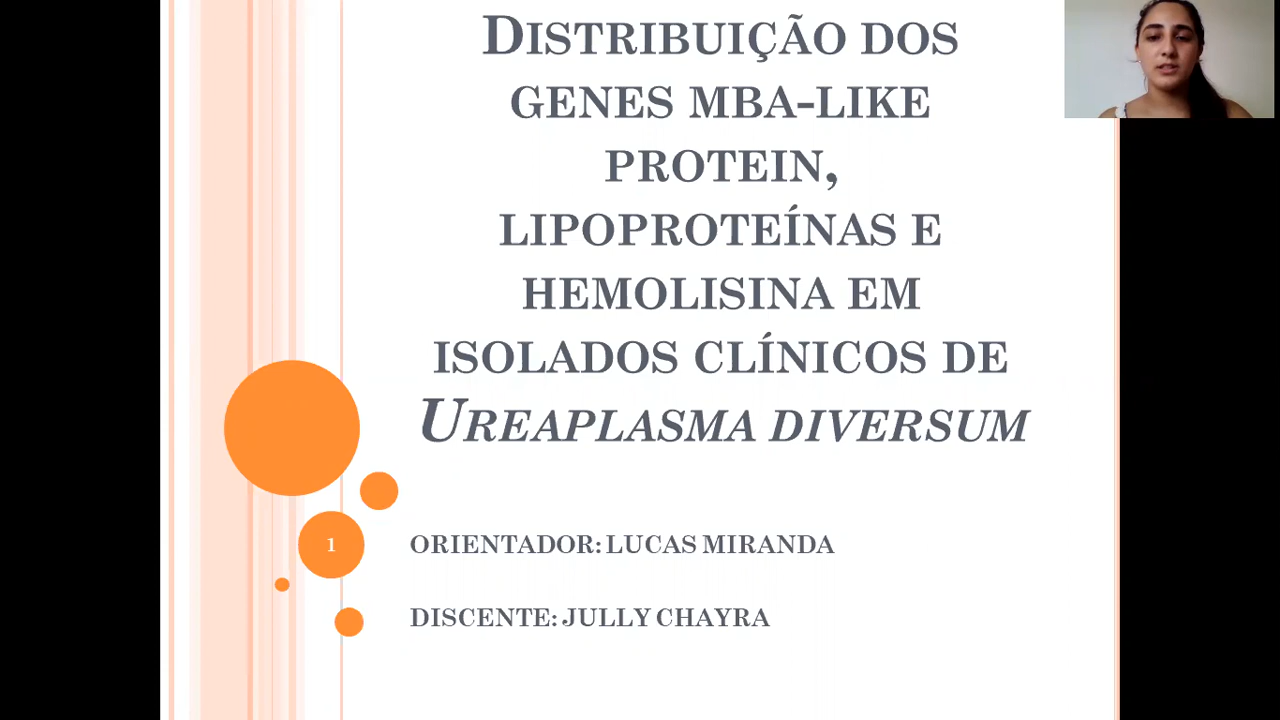 DISTRIBUIÇÃO DOS
GENES MBA-LIKE
PROTEIN,
LIPOPROTEÍNAS E
HEMOLISINA EM
ISOLADOS CLÍNICOS DE
UREAPLASMA DIVERSUM
1
ORIENTADOR: LUCAS MIRANDA
DISCENTE: JULLY CHAYRA